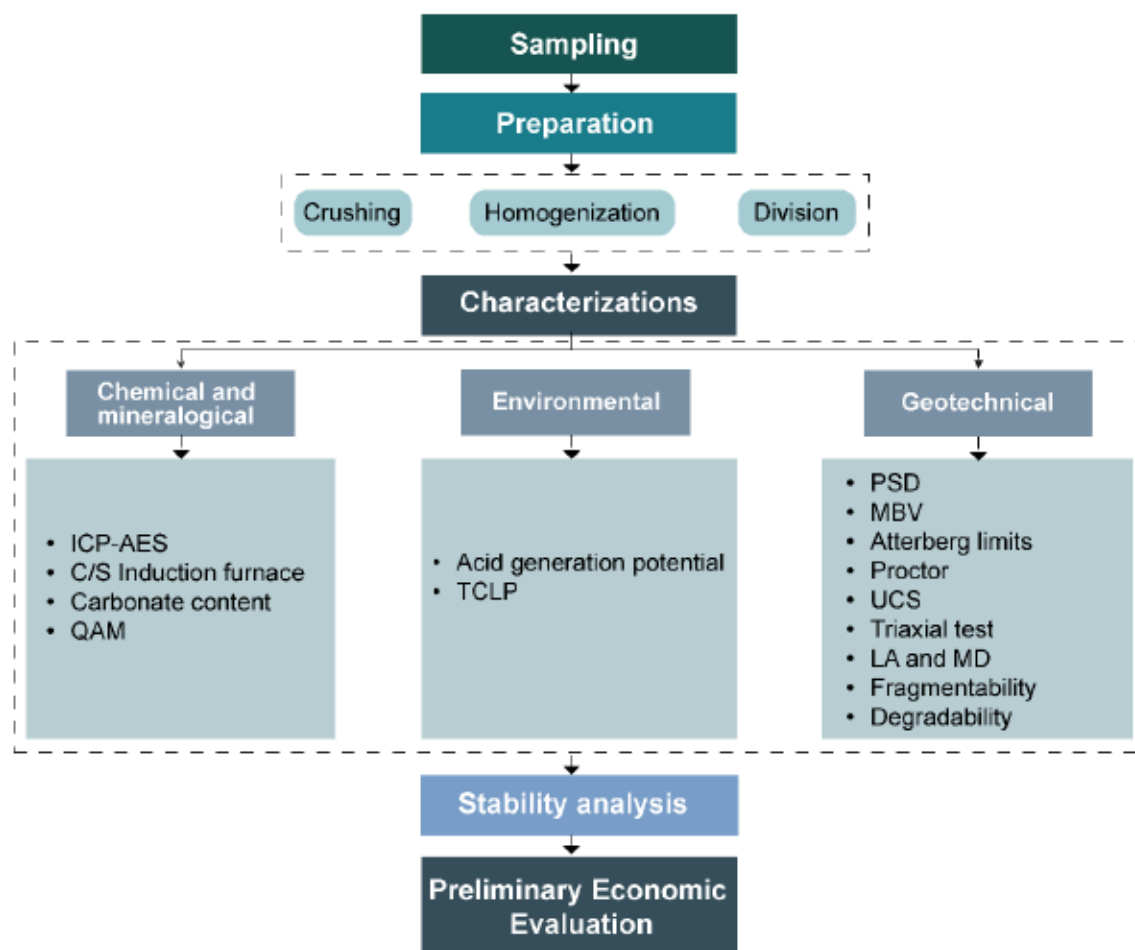 Sampling
Preparation
Crushing
Homogenization
Division
Characterizations
Chemical and
mineralogical
• ICP-AES
• C/S Induction furnace
• Carbonate content
• QAM
Environmental
• Acid generation potential
• TCLP
Geotechnical
• PSD
• MBV
• Atterberg limits
• Proctor
• UCS
• Triaxial test
• LA and MD
• Fragmentability
• Degradability
Stability analysis
Preliminary Economic
Evaluation